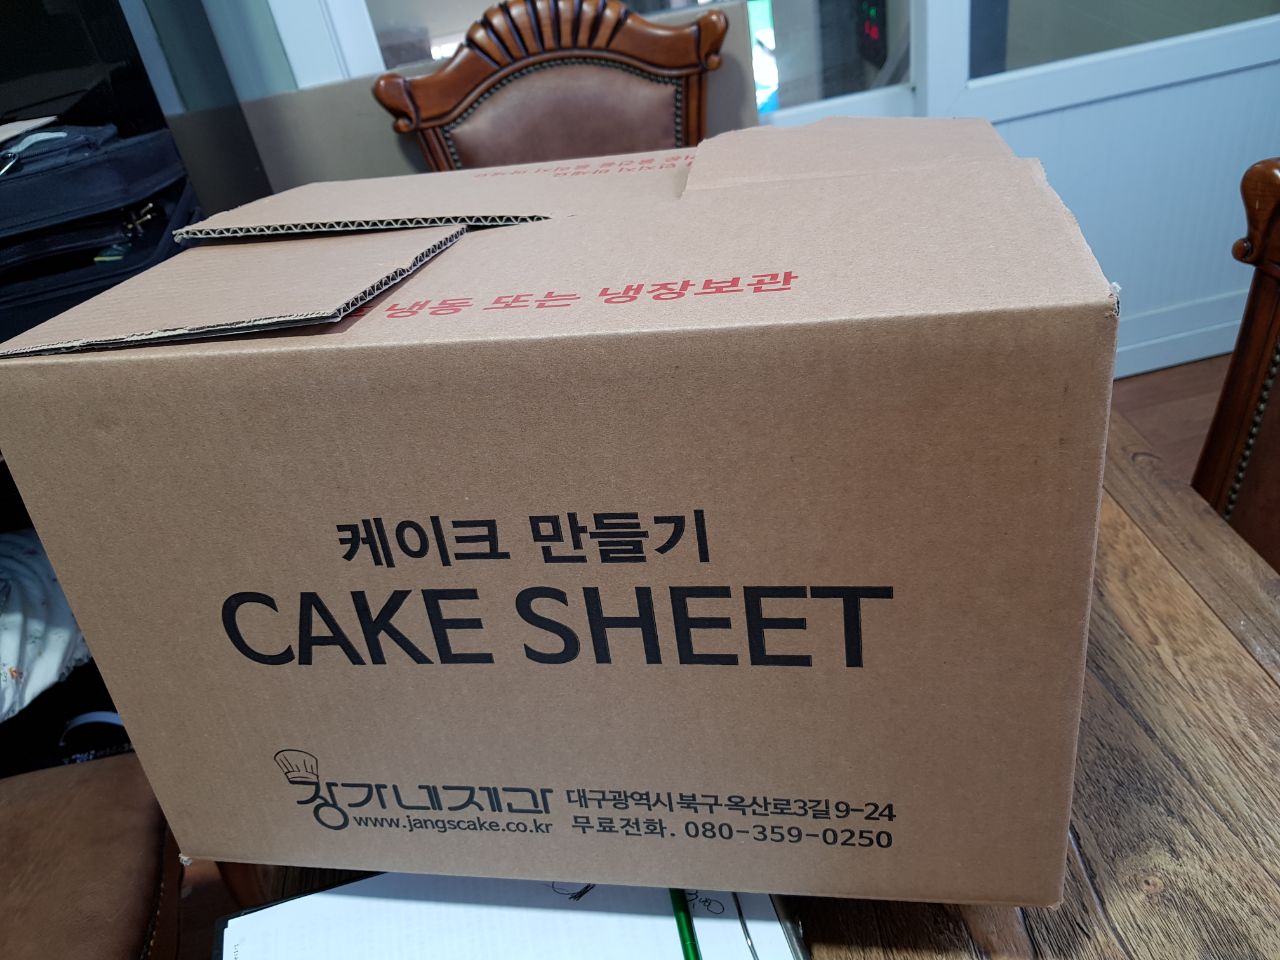 냉동 또는 냉장보관
케이크 만들기
CAKE SHEET
장가네제과
www.jangscake.co.kr
대구광역시 북구 옥산로3길 9-24
무료전화. 080-359-0250